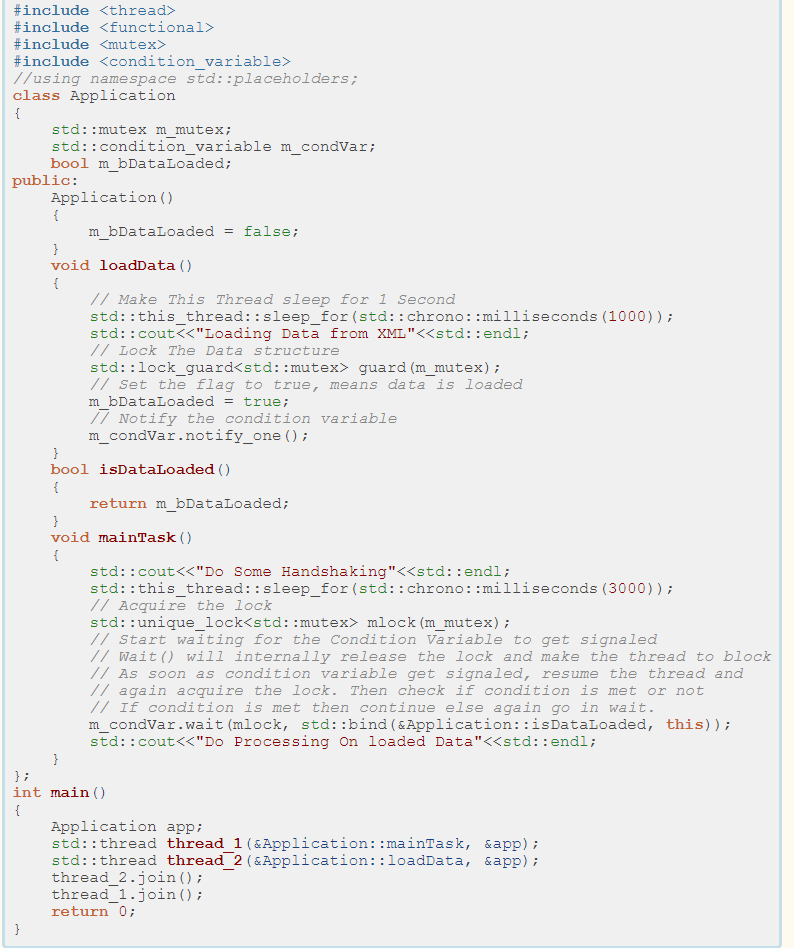 #include <thread>
#include <functional>
#include <mutex>
#include <condition_variable>
//using namespace std::placeholders;
class Application
{
    std::mutex m_mutex;
    std::condition_variable m_condVar;
    bool m_bDataLoaded;
public:
    Application()
    {
        m_bDataLoaded = false;
    }
    void loadData()
    {
        // Make This Thread sleep for 1 Second
        std::this_thread::sleep_for(std::chrono::milliseconds(1000));
        std::cout<<"Loading Data from XML"<<std::endl;
        // Lock The Data structure
        std::lock_guard<std::mutex> guard(m_mutex);
        // Set the flag to true, means data is loaded
        m_bDataLoaded = true;
        // Notify the condition variable
        m_condVar.notify_one();
    }
    bool isDataLoaded()
    {
        return m_bDataLoaded;
    }
    void mainTask()
    {
        std::cout<<"Do Some Handshaking"<<std::endl;
        std::this_thread::sleep_for(std::chrono::milliseconds(3000));
        // Acquire the lock
        std::unique_lock<std::mutex> mlock(m_mutex);
        // Start waiting for the Condition Variable to get signaled
        // Wait() will internally release the lock and make the thread to block
        // As soon as condition variable get signaled, resume the thread and
        // again acquire the lock. Then check if condition is met or not
        // If condition is met then continue else again go in wait.
        m_condVar.wait(mlock, std::bind(&Application::isDataLoaded, this));
        std::cout<<"Do Processing On loaded Data"<<std::endl;
    }
};
int main()
{
    Application app;
    std::thread thread_1(&Application::mainTask, &app);
    std::thread thread_2(&Application::loadData, &app);
    thread_2.join();
    thread_1.join();
    return 0;
}